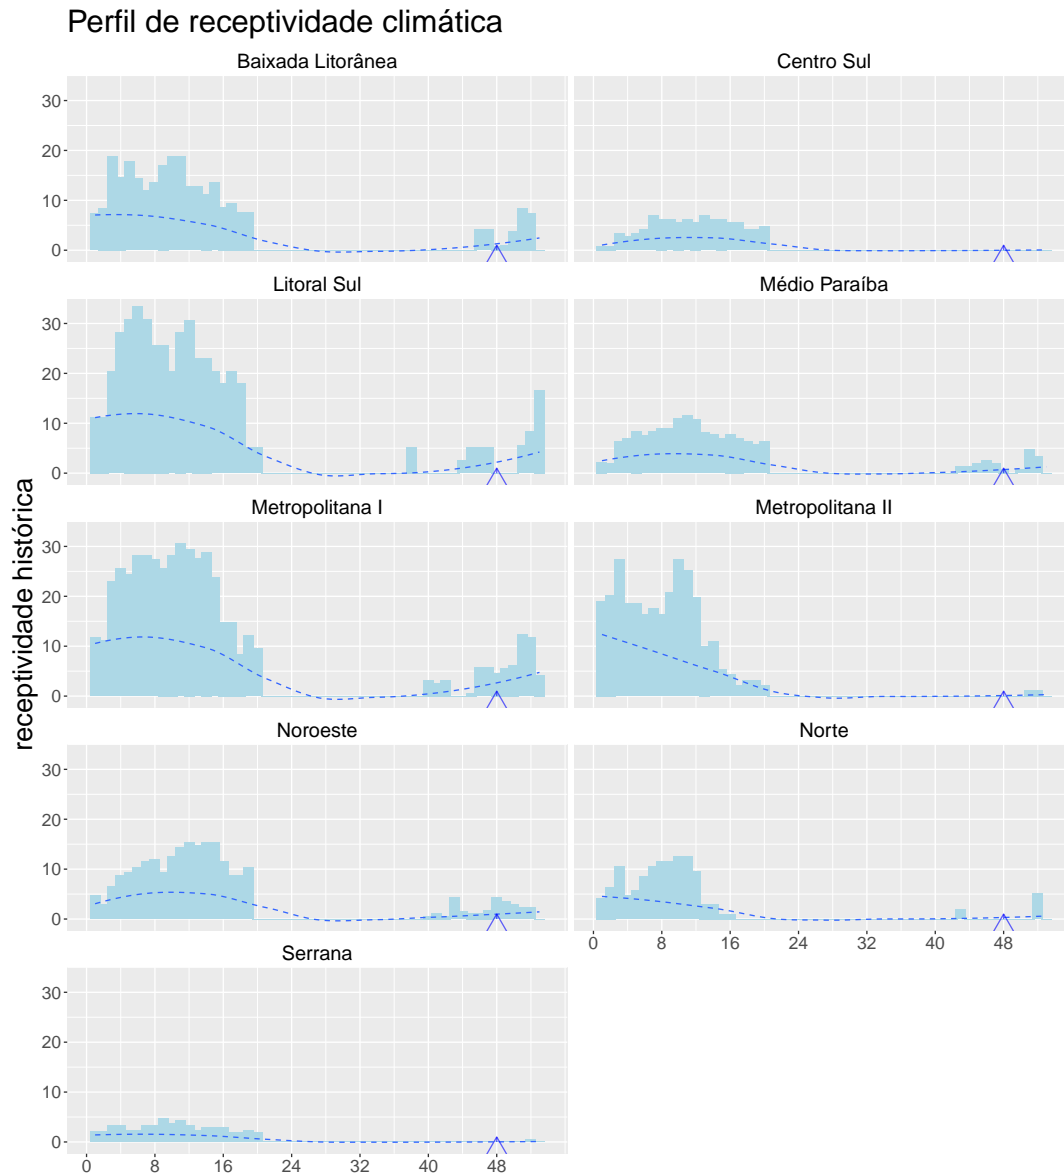 Perfil de receptividade climática
Baixada Litorânea
Centro Sul
30
20
10
0
Litoral Sul
Médio Paraíba
30
20
10
0
Metropolitana I
Metropolitana II
30
20
10
0
receptividade histórica
Noroeste
Norte
30
20
10
0
0 8 16 24 32 40 48
Serrana
30
20
10
0
0 8 16 24 32 40 48